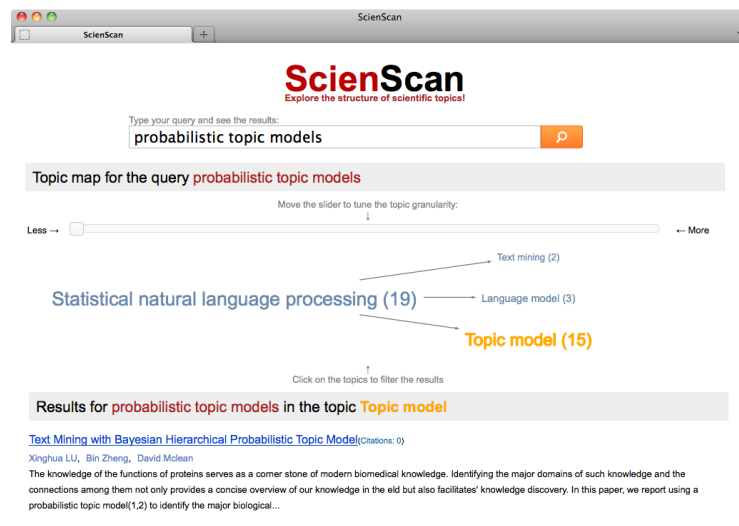 ScienScan
ScienScan
ScienScan
Explore the structure of scientific topics!
Type your query and see the results:
probabilistic topic models
Topic map for the query probabilistic topic models
Move the slider to tune the topic granularity:
↓
Less → ← More
Text mining (2)
Statistical natural language processing (19) Language model (3)
Topic model (15)
↑
Click on the topics to filter the results
Results for probabilistic topic models in the topic Topic model
Text Mining with Bayesian Hierarchical Probabilistic Topic Model(Citations: 0)
Xinghua LU, Bin Zheng, David Mclean
The knowledge of the functions of proteins serves as a corner stone of modern biomedical knowledge. Identifying the major domains of such knowledge and the
connections among them not only provides a concise overview of our knowledge in the eld but also facilitates' knowledge discovery. In this paper, we report using a
probabilistic topic model(1,2) to identify the major biological...